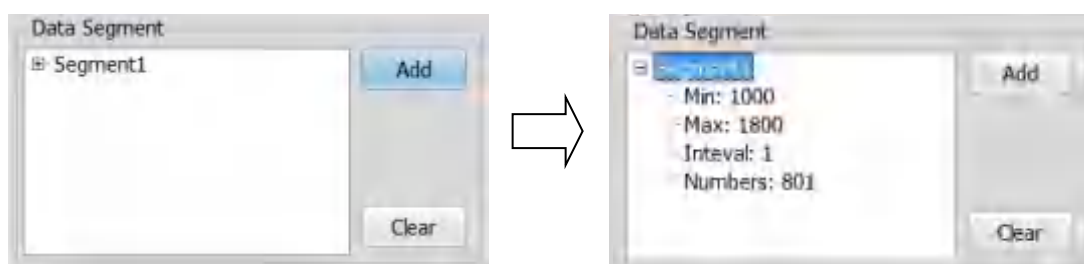 Data Segment
Segment1
Add
Clear
Data Segment
Min: 1000
Max: 1800
Inteval: 1
Numbers: 801
Add
Clear